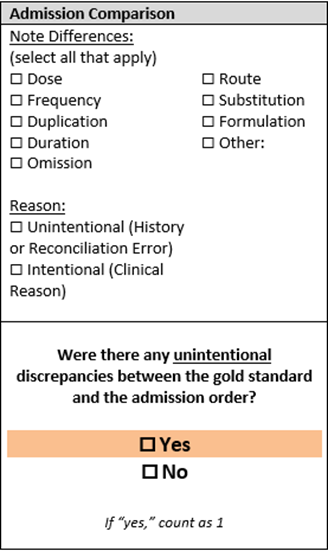 Admission Comparison
Note Differences:
(select all that apply)
☐ Dose ☐ Route
☐ Frequency ☐ Substitution
☐ Duplication ☐ Formulation
☐ Duration ☐ Other:
☐ Omission
Reason:
☐ Unintentional (History
or Reconciliation Error)
☐ Intentional (Clinical
Reason)
Were there any unintentional
discrepancies between the gold standard
and the admission order?
☐ Yes
☐ No
If “yes,” count as 1